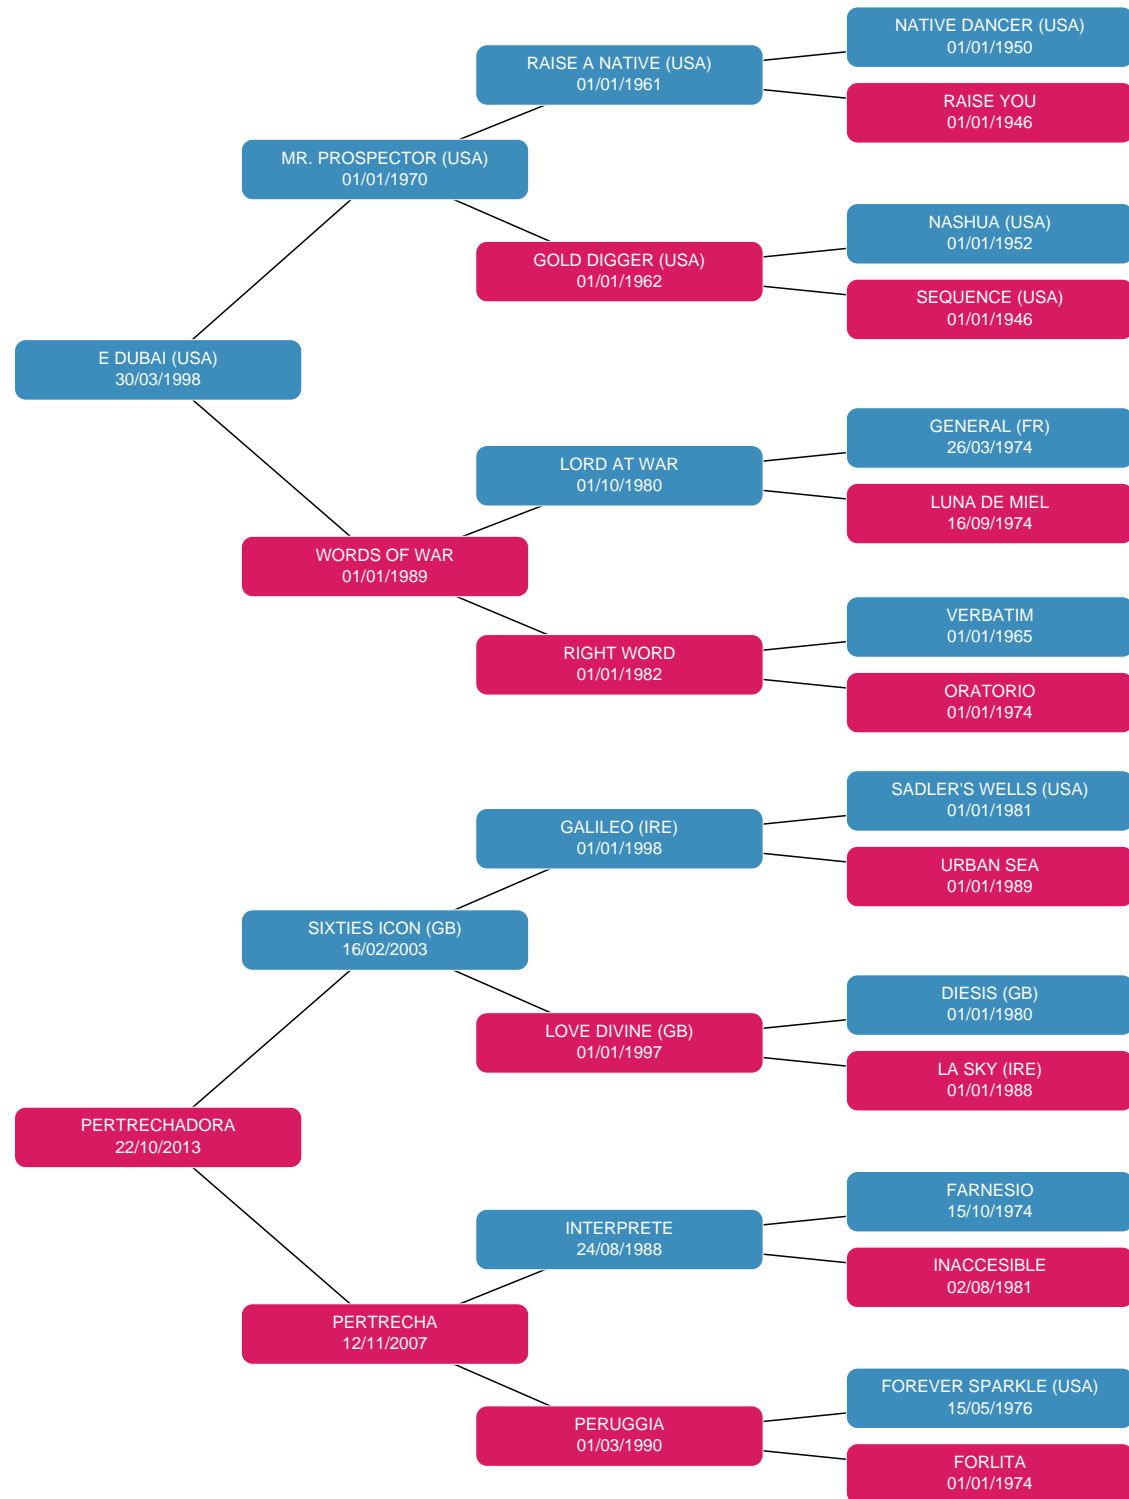 NATIVE DANCER (USA)
01/01/1950
RAISE A NATIVE (USA)
01/01/1961
RAISE YOU
01/01/1946
MR. PROSPECTOR (USA)
01/01/1970
NASHUA (USA)
01/01/1952
GOLD DIGGER (USA)
01/01/1962
SEQUENCE (USA)
01/01/1946
E DUBAI (USA)
30/03/1998
GENERAL (FR)
26/03/1974
LORD AT WAR
01/10/1980
LUNA DE MIEL
16/09/1974
WORDS OF WAR
01/01/1989
VERBATIM
01/01/1965
RIGHT WORD
01/01/1982
ORATORIO
01/01/1974
SADLER'S WELLS (USA)
01/01/1981
GALILEO (IRE)
01/01/1998
URBAN SEA
01/01/1989
SIXTIES ICON (GB)
16/02/2003
DIESIS (GB)
01/01/1980
LOVE DIVINE (GB)
01/01/1997
LA SKY (IRE)
01/01/1988
PERTRECHADORA
22/10/2013
FARNESIO
15/10/1974
INTERPRETE
24/08/1988
INACCESIBLE
02/08/1981
PERTRECHA
12/11/2007
FOREVER SPARKLE (USA)
15/05/1976
PERUGGIA
01/03/1990
FORLITA
01/01/1974